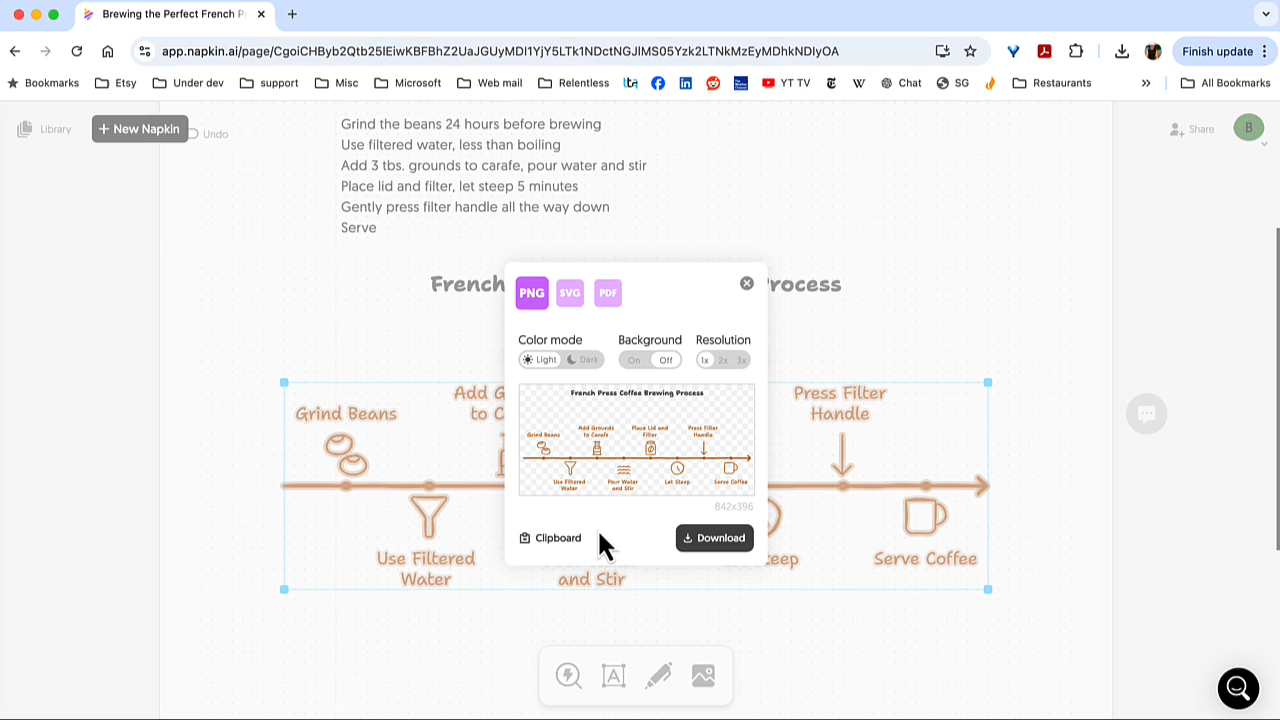 Brewing the Perfect French P
app.napkin.ai/page/CgoiCHByb2Qtb25lEiwKBFBhZ2UaJGUyMDI1YjY5LTk1NDctNGJlMS05Yzk2LTNkMzEyMDhkNDIyOA
Finish update
Bookmarks Etsy Under dev support Misc Microsoft Web mail Relentless YT TV W Chat SG Restaurants » All Bookmarks
Library
+ New Napkin
Undo
Share
B
Grind the beans 24 hours before brewing
Use filtered water, less than boiling
Add 3 tbs. grounds to carafe, pour water and stir
Place lid and filter, let steep 5 minutes
Gently press filter handle all the way down
Serve
French
rocess
PNG SVG PDF
Color mode Background Resolution
Light Dark On Off 1x 2x 3x
French Press Coffee Brewing Process
Add Grounds to Carafe
Place Lid and Filter
Press Filter Handle
Grind Beans
Use Filtered Water
Pour Water and Stir
Let Steep
Serve Coffee
842x396
Clipboard
Download
Grind Beans
Add G
to C
Press Filter
Handle
Use Filtered
Water
and Stir
teep
Serve Coffee
A